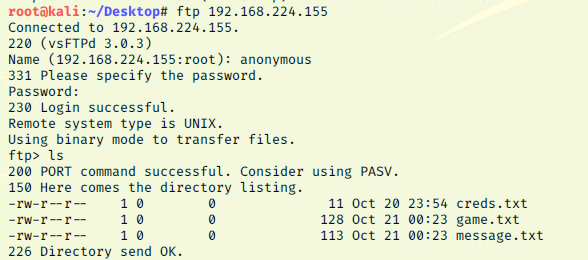 root@kali:~/Desktop# ftp 192.168.224.155
Connected to 192.168.224.155.
220 (vsFTPd 3.0.3)
Name (192.168.224.155:root): anonymous
331 Please specify the password.
Password:
230 Login successful.
Remote system type is UNIX.
Using binary mode to transfer files.
ftp> ls
200 PORT command successful. Consider using PASV.
150 Here comes the directory listing.
-rw-r--r--    1 0        0              11 Oct 20 23:54 creds.txt
-rw-r--r--    1 0        0             128 Oct 21 00:23 game.txt
-rw-r--r--    1 0        0             113 Oct 21 00:23 message.txt
226 Directory send OK.